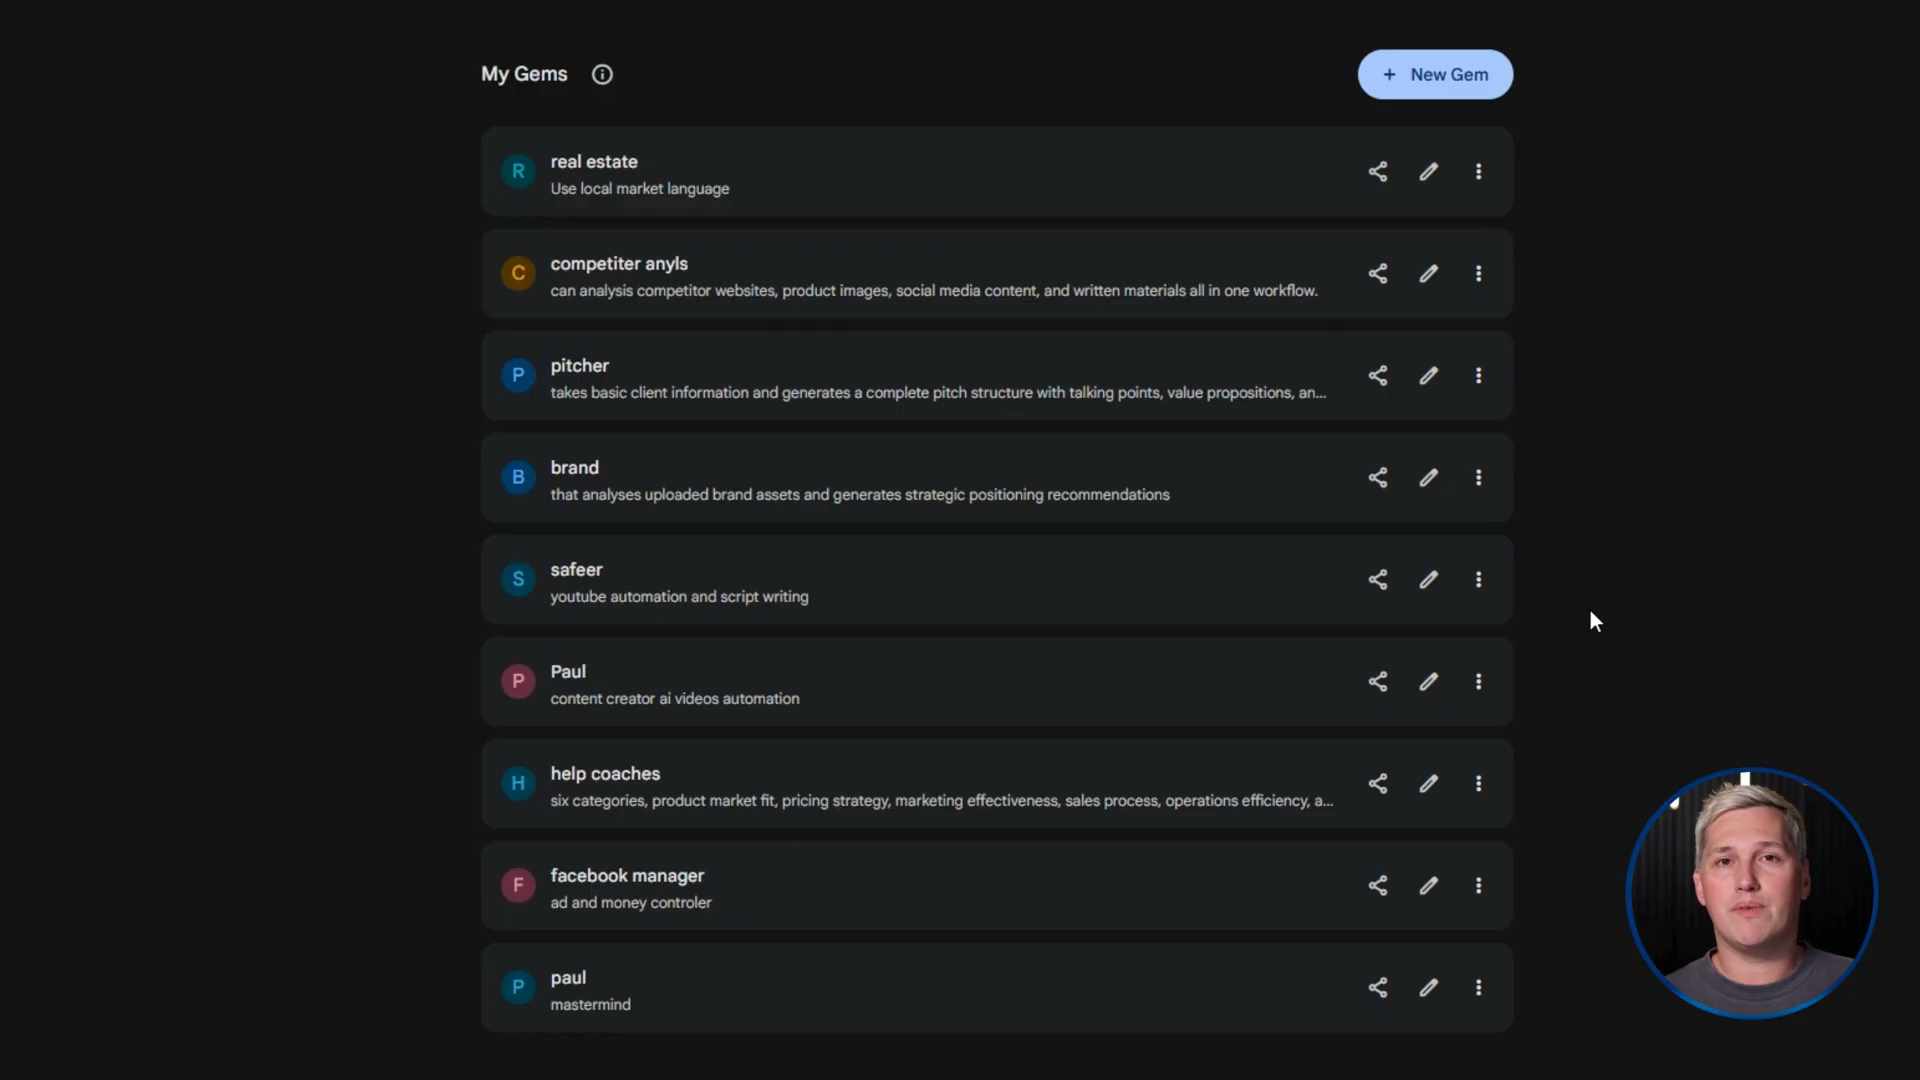 My Gems
+ New Gem
R
real estate
Use local market language
C
competiter anyls
can analysis competitor websites, product images, social media content, and written materials all in one workflow.
P
pitcher
takes basic client information and generates a complete pitch structure with talking points, value propositions, an...
B
brand
that analyses uploaded brand assets and generates strategic positioning recommendations
S
safeer
youtube automation and script writing
P
Paul
content creator ai videos automation
H
help coaches
six categories, product market fit, pricing strategy, marketing effectiveness, sales process, operations efficiency, a...
F
facebook manager
ad and money controler
P
paul
mastermind